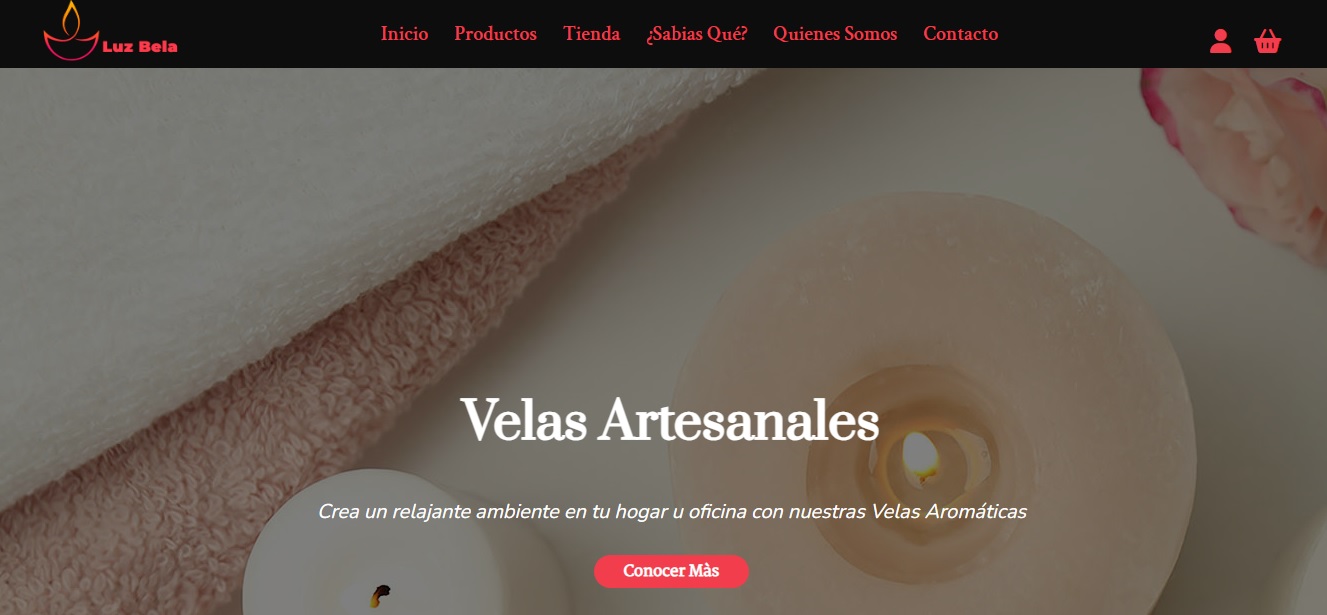 Luz Bela
Inicio Productos Tienda ¿Sabias Qué? Quienes Somos Contacto
Velas Artesanales
Crea un relajante ambiente en tu hogar u oficina con nuestras Velas Aromáticas
Conocer Màs